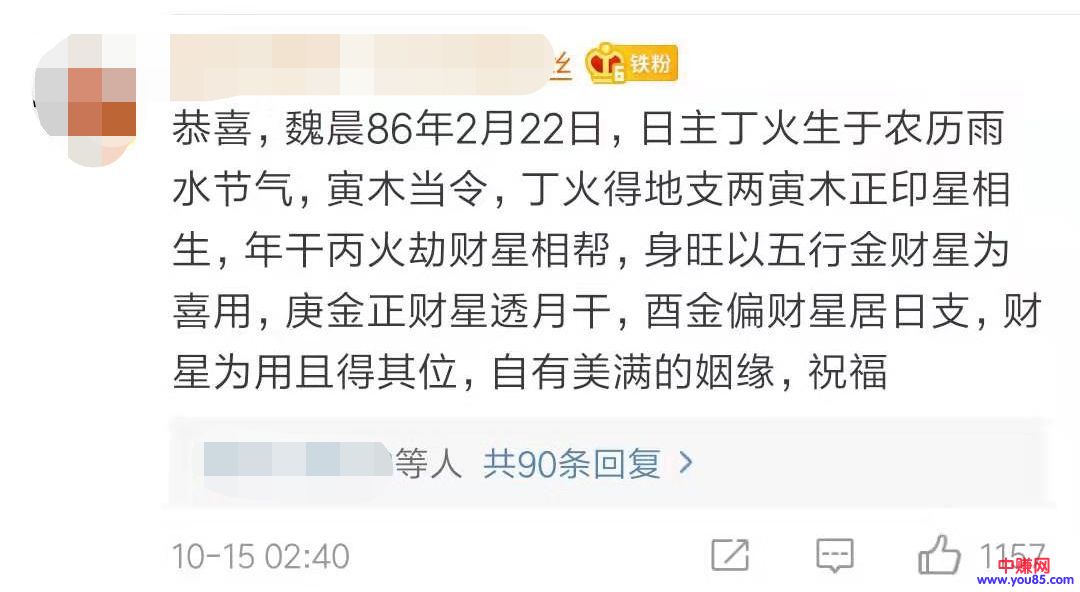 丝 6 铁粉
恭喜，魏晨86年2月22日，日主丁火生于农历雨
水节气，寅木当令，丁火得地支两寅木正印星相
生，年干丙火劫财星相帮，身旺以五行金财星为
喜用，庚金正财星透月干，酉金偏财星居日支，财
星为用且得其位，自有美满的姻缘，祝福
等人 共90条回复 >
10-15 02:40 1157
中赚网
www.you85.com